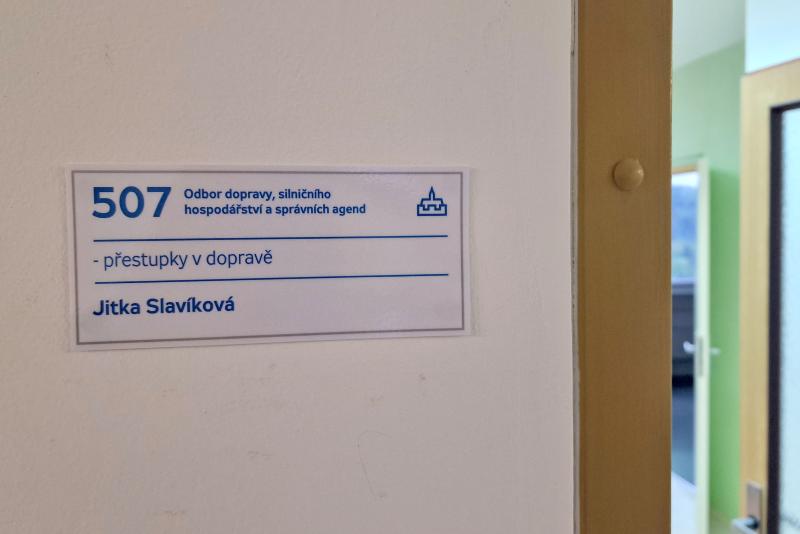 507 Odbor dopravy, silničního
hospodářství a správních agend
- přestupky v dopravě
Jitka Slavíková